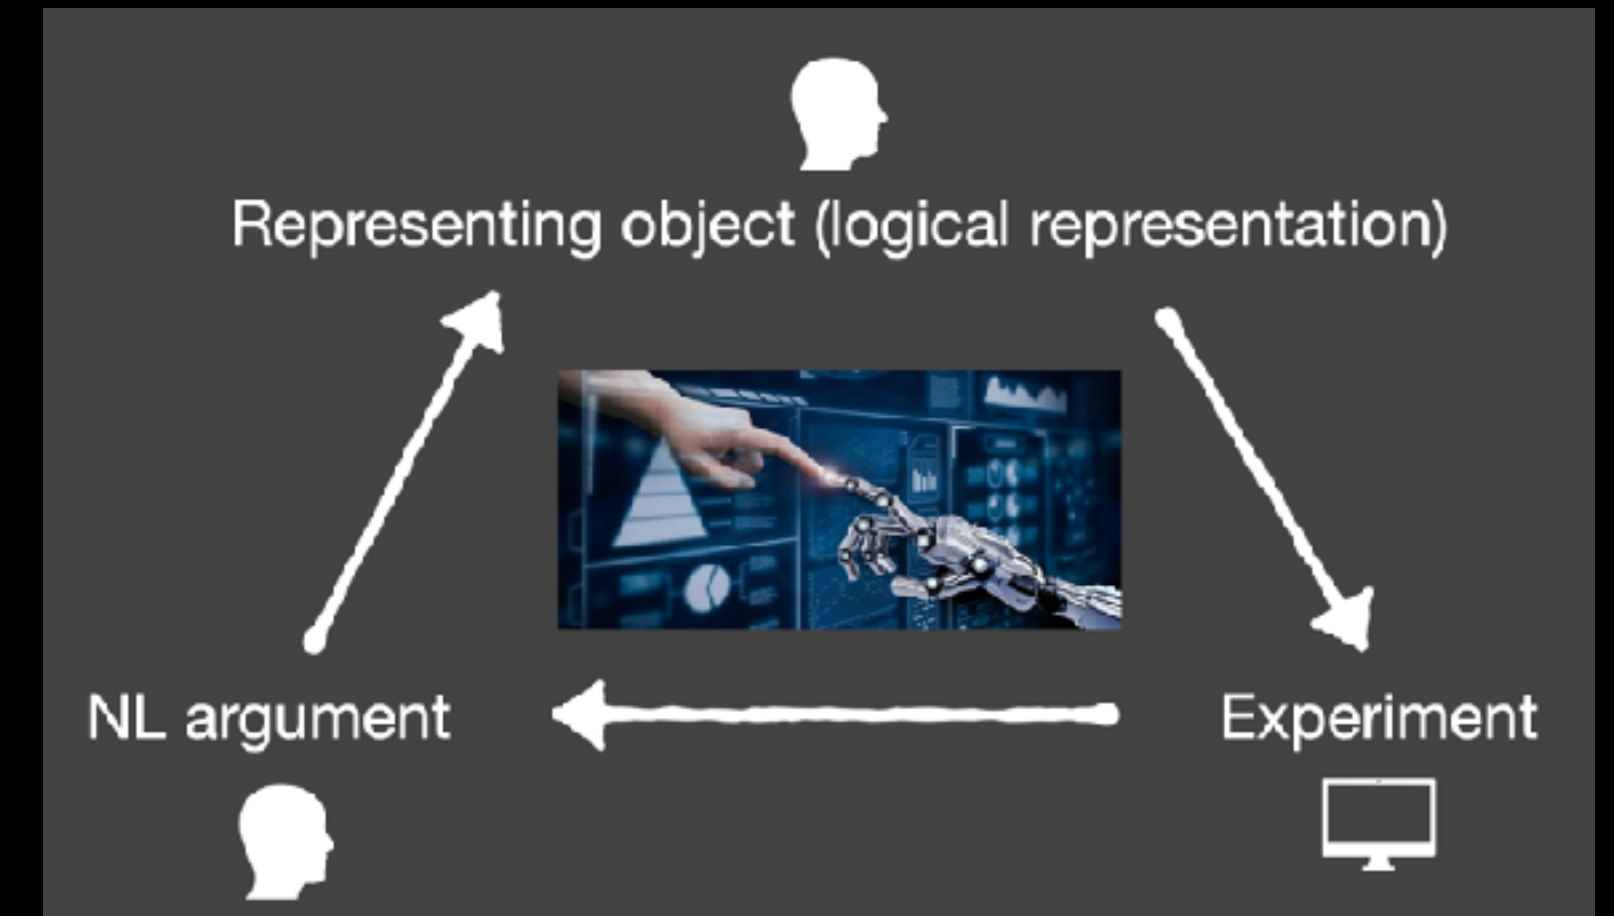 Representing object (logical representation)
NL argument
Experiment